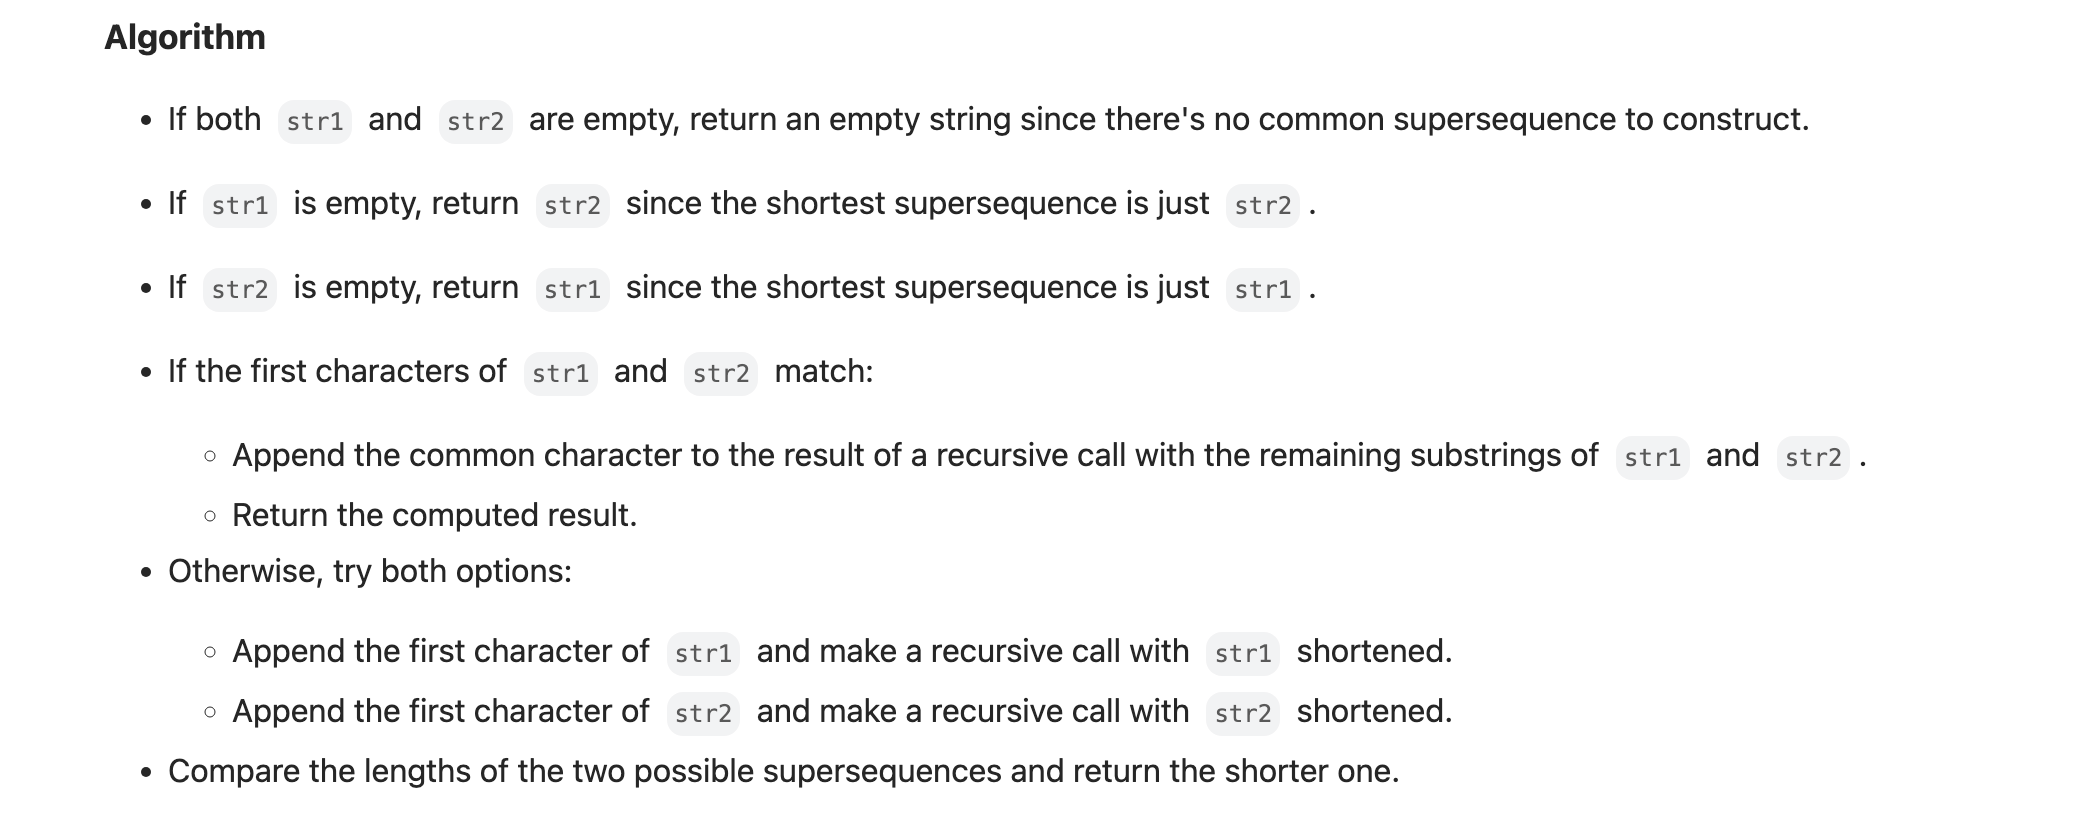 Algorithm
• If both str1 and str2 are empty, return an empty string since there's no common supersequence to construct.
• If str1 is empty, return str2 since the shortest supersequence is just str2 .
• If str2 is empty, return str1 since the shortest supersequence is just str1 .
• If the first characters of str1 and str2 match:
◦ Append the common character to the result of a recursive call with the remaining substrings of str1 and str2 .
◦ Return the computed result.
• Otherwise, try both options:
◦ Append the first character of str1 and make a recursive call with str1 shortened.
◦ Append the first character of str2 and make a recursive call with str2 shortened.
• Compare the lengths of the two possible supersequences and return the shorter one.